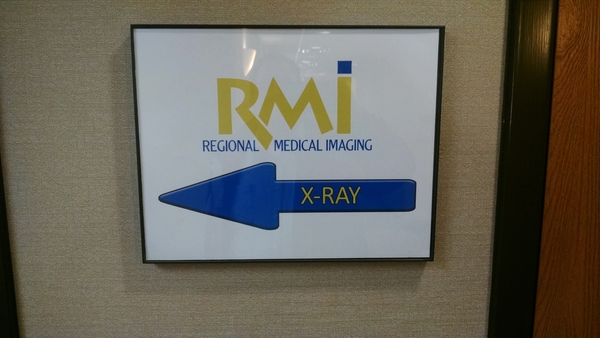 RMi
REGIONAL MEDICAL IMAGING
X-RAY